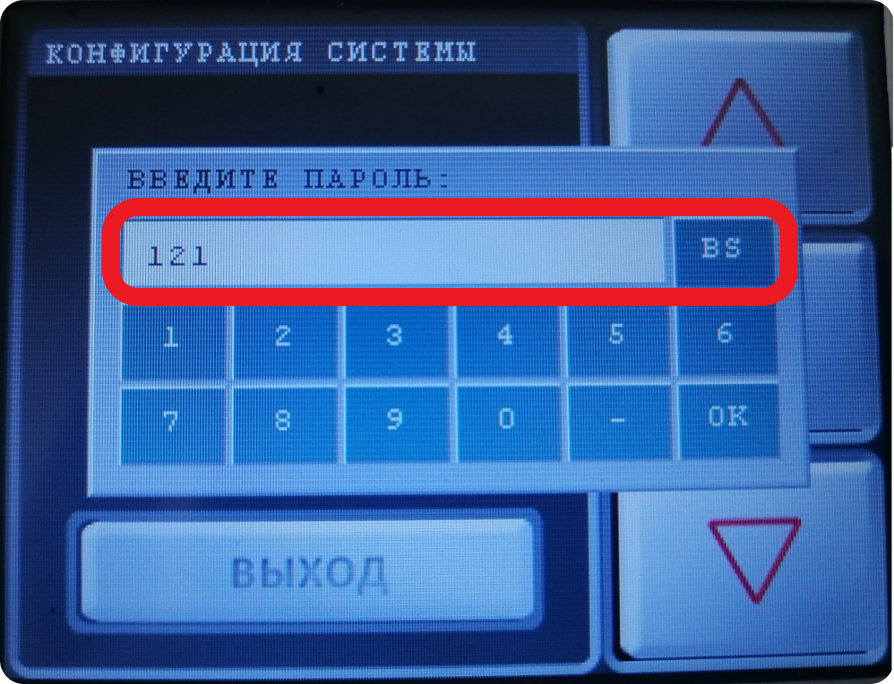 КОНФИГУРАЦИЯ СИСТЕМЫ
ВВЕДИТЕ ПАРОЛЬ:
121 BS
1 2 3 4 5 6
7 8 9 0 - OK
ВЫХОД